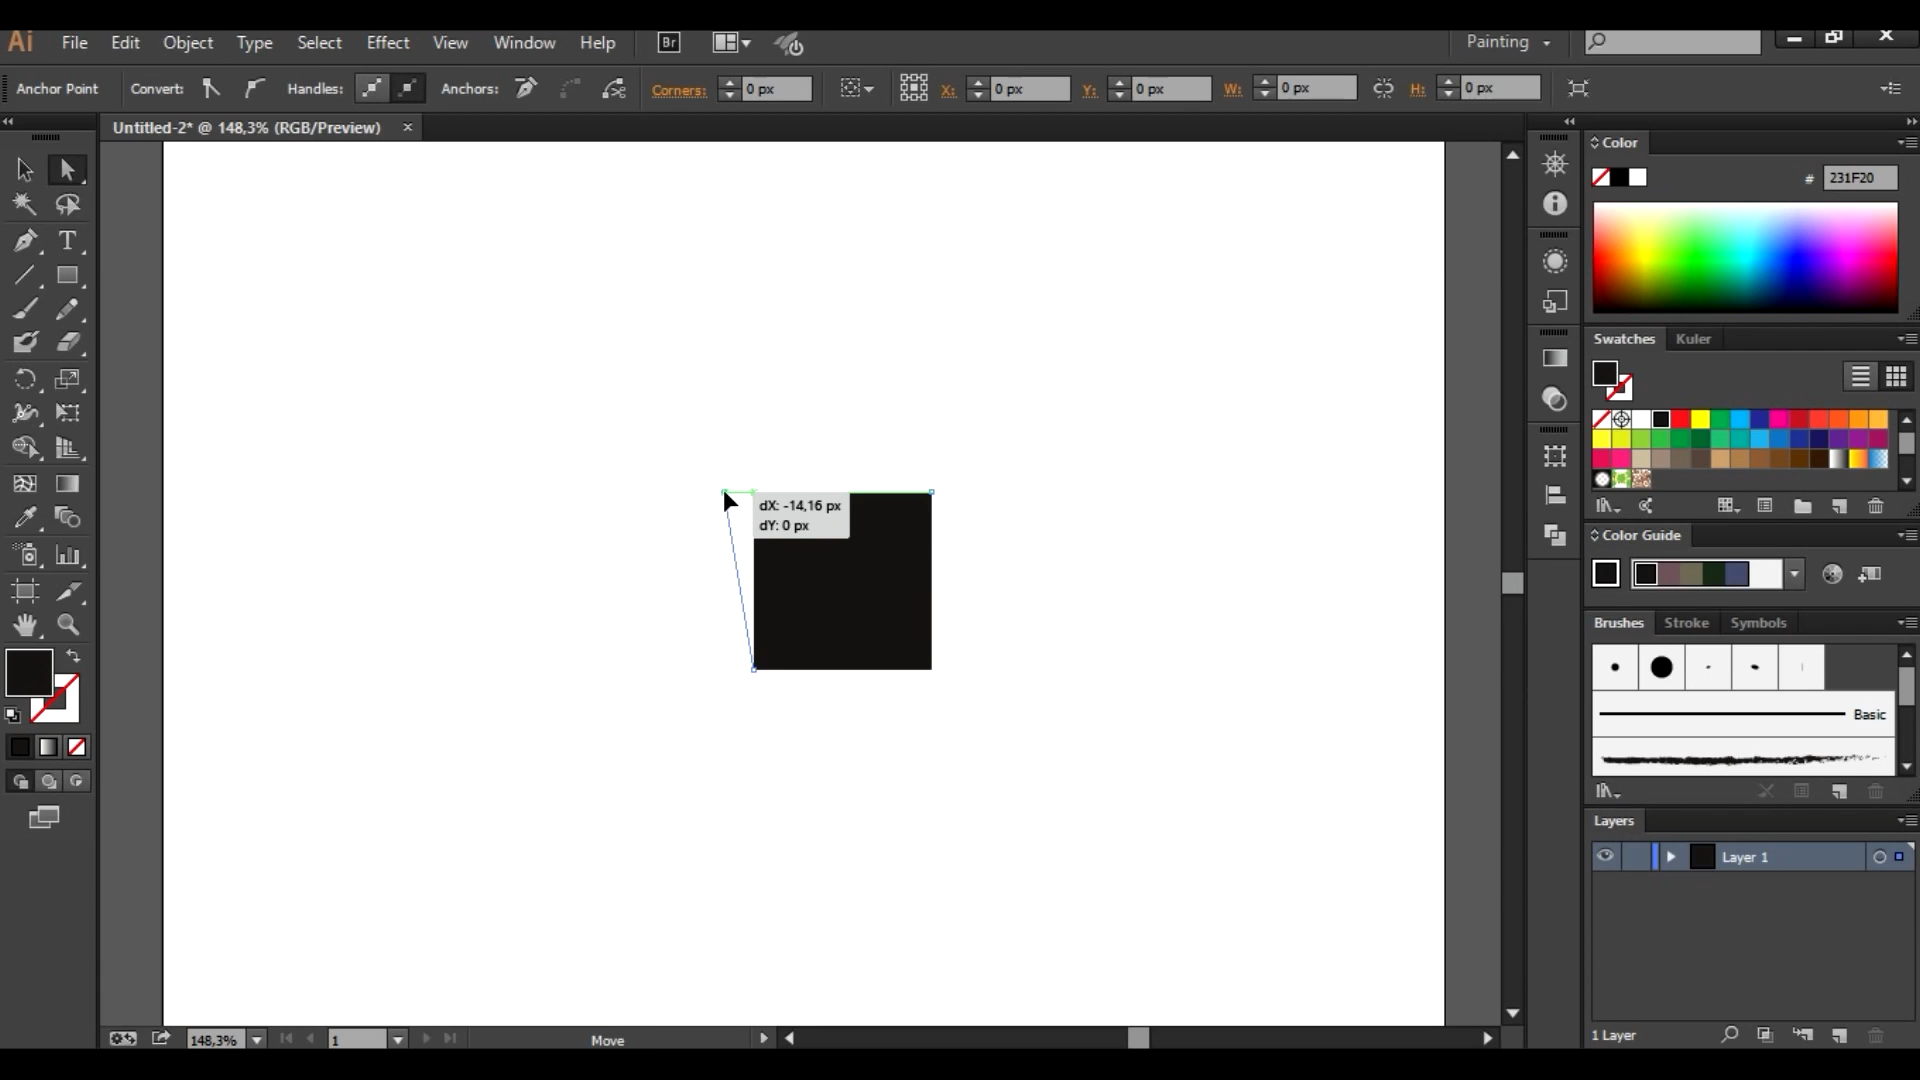 Ai File Edit Object Type Select Effect View Window Help Br Painting
Anchor Point Convert: Handles: Anchors: Corners: 0 px X: 0 px Y: 0 px W: 0 px H: 0 px
Untitled-2* @ 148,3% (RGB/Preview) ×
Color
# 231F20
Swatches Kuler
dX: -14,16 px
dY: 0 px
Color Guide
Brushes Stroke Symbols
Basic
Layers
Layer 1
1 Layer
148,3% 1 Move